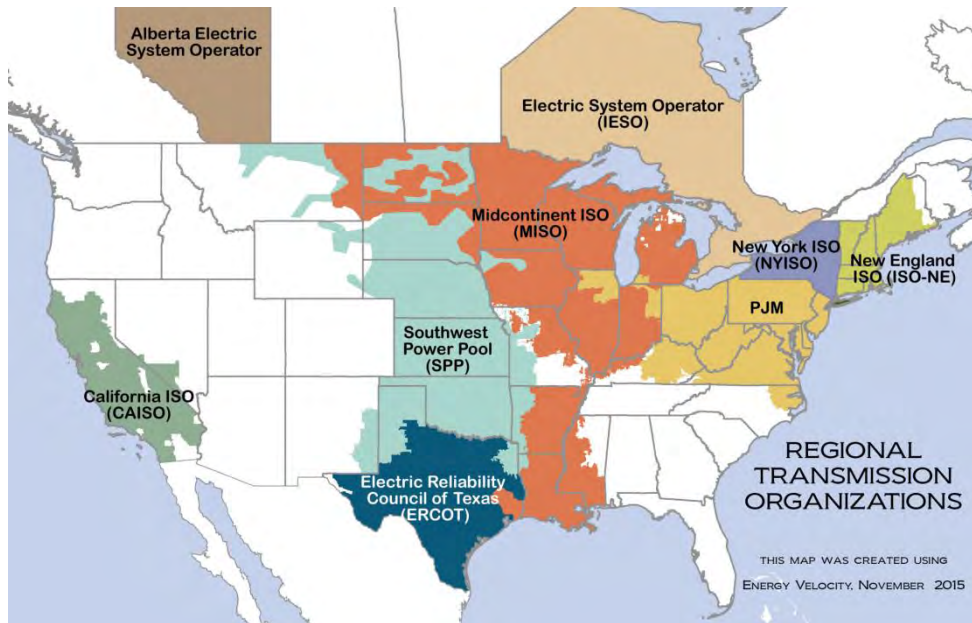 Alberta Electric
System Operator
Electric System Operator
(IESO)
Midcontinent ISO
(MISO)
New York ISO
(NYISO)
New England
ISO (ISO-NE)
PJM
Southwest
Power Pool
(SPP)
California ISO
(CAISO)
Electric Reliability
Council of Texas
(ERCOT)
REGIONAL
TRANSMISSION
ORGANIZATIONS
THIS MAP WAS CREATED USING
ENERGY VELOCITY, NOVEMBER 2015